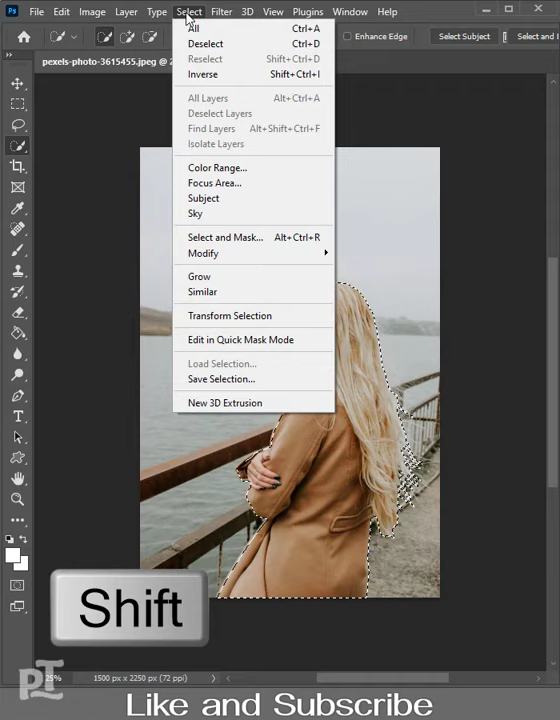 Ps File Edit Image Layer Type Select Filter 3D View Plugins Window Help
Enhance Edge Select Subject Select and
pexels-photo-3615455.jpeg @
All Ctrl+A
Deselect Ctrl+D
Reselect Shift+Ctrl+D
Inverse Shift+Ctrl+I
All Layers Alt+Ctrl+A
Deselect Layers
Find Layers Alt+Shift+Ctrl+F
Isolate Layers
Color Range...
Focus Area...
Subject
Sky
Select and Mask... Alt+Ctrl+R
Modify
Grow
Similar
Transform Selection
Edit in Quick Mask Mode
Load Selection...
Save Selection...
New 3D Extrusion
Shift
pT
25% 1500 px x 2250 px (72 ppi)
Like and Subscribe